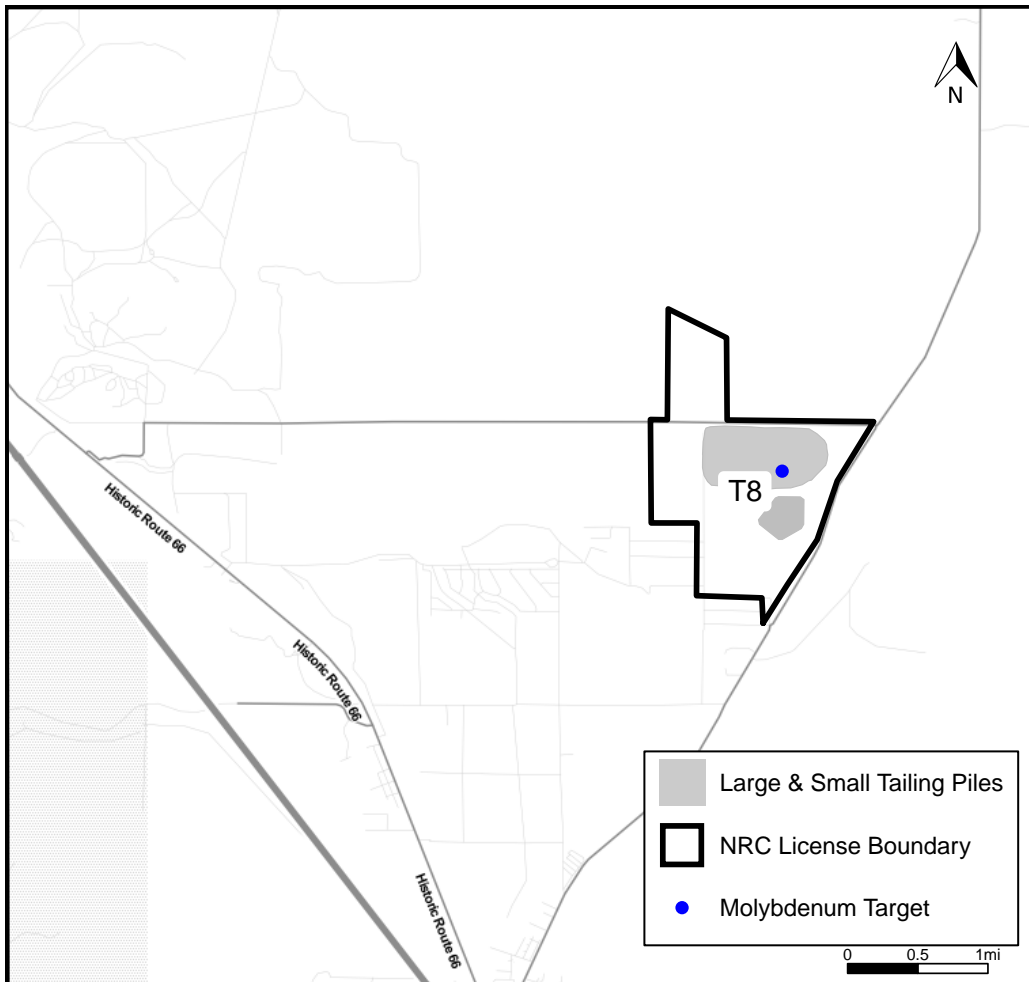 N
T8
Historic Route 66
Historic Route 66
Historic Route 66
Large & Small Tailing Piles
NRC License Boundary
Molybdenum Target
0 0.5 1mi